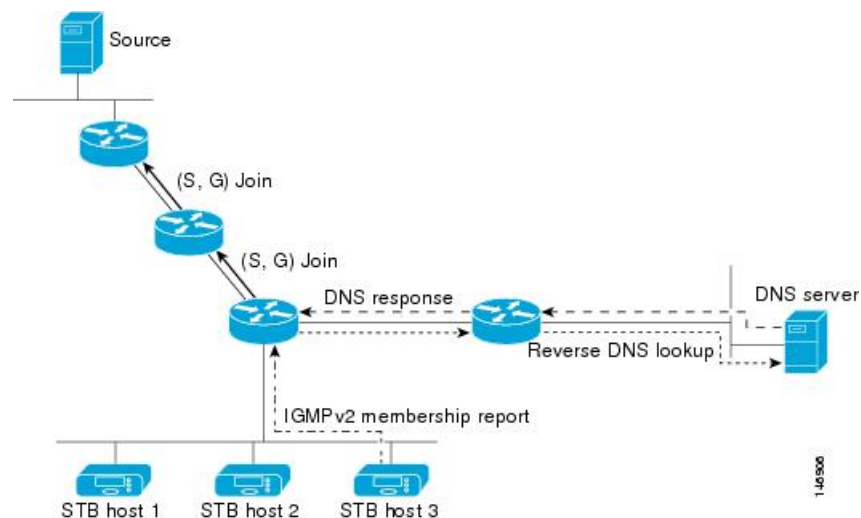 Source
(S, G) Join
(S, G) Join
DNS response
DNS server
Reverse DNS lookup
IGMPv2 membership report
STB host 1
STB host 2
STB host 3
146906